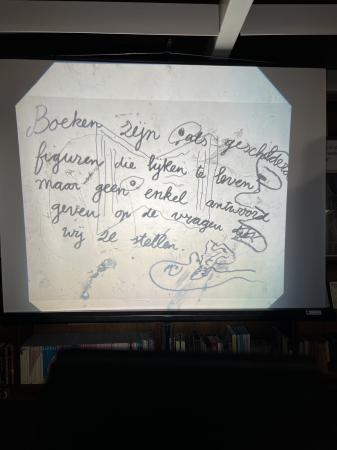 Boeken zijn als geschilderde
figuren die lijken te leven,
maar geen enkel antwoord
geven op de vragen die
wij ze stellen.